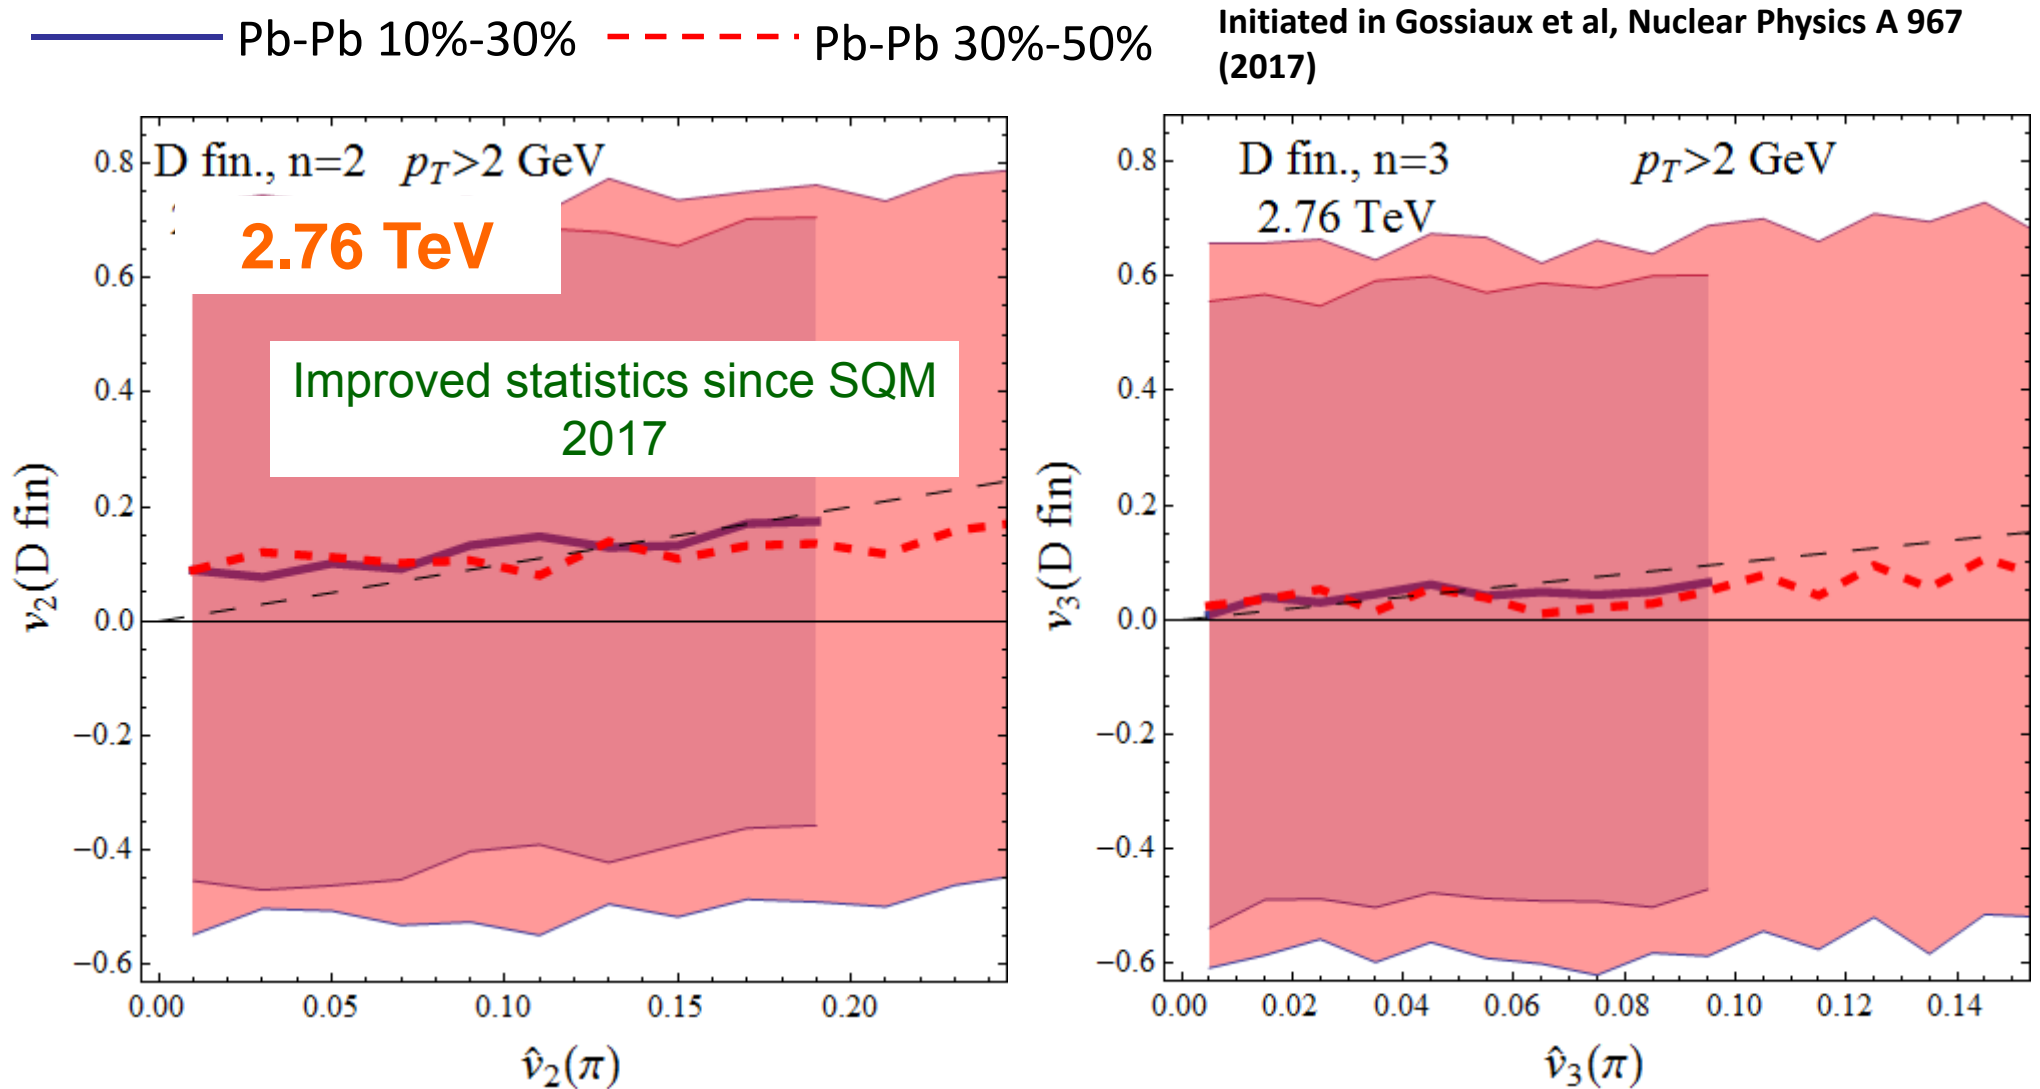 Pb-Pb 10%-30%
Pb-Pb 30%-50%
Initiated in Gossiaux et al, Nuclear Physics A 967
(2017)
D fin., n=2 p_T>2 GeV
2.76 TeV
Improved statistics since SQM
2017
0.8
0.6
0.4
0.2
0.0
−0.2
−0.4
−0.6
v₂(D fin)
0.00 0.05 0.10 0.15 0.20
v̂₂(π)
D fin., n=3 p_T>2 GeV
2.76 TeV
0.8
0.6
0.4
0.2
0.0
−0.2
−0.4
−0.6
v₃(D fin)
0.00 0.02 0.04 0.06 0.08 0.10 0.12 0.14
v̂₃(π)